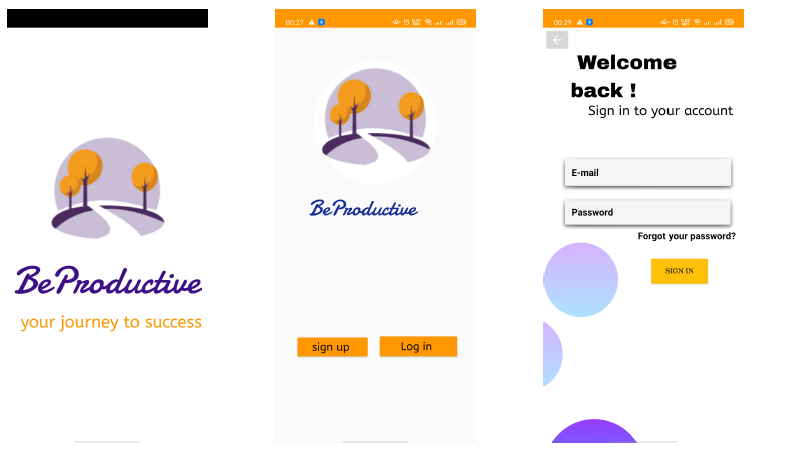 BeProductive
your journey to success
00:27
BeProductive
sign up
Log in
00:29
Welcome
back !
Sign in to your account
E-mail
Password
Forgot your password?
SIGN IN